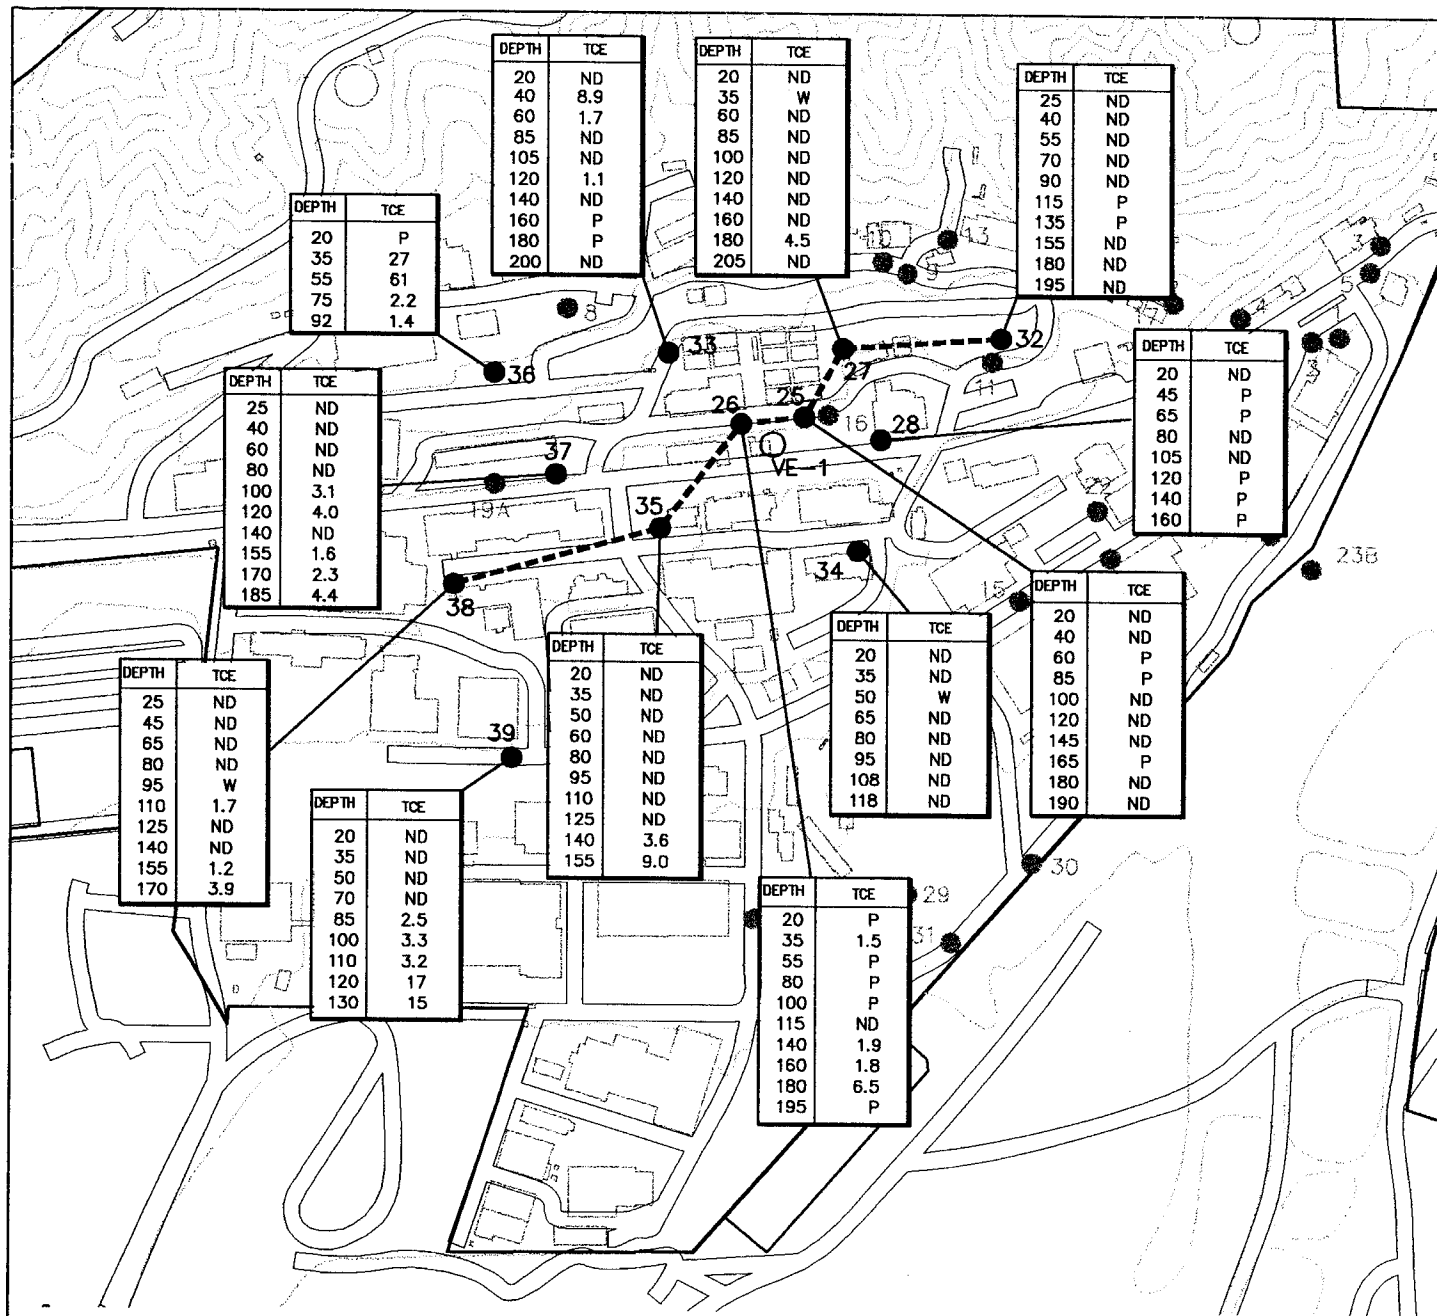 DEPTH TCE
20 ND
40 8.9
60 1.7
85 ND
105 ND
120 1.1
140 ND
160 P
180 P
200 ND
DEPTH TCE
20 ND
35 W
60 ND
85 ND
100 ND
120 ND
140 ND
160 ND
180 4.5
205 ND
DEPTH TCE
25 ND
40 ND
55 ND
70 ND
90 ND
115 P
135 P
155 ND
180 ND
195 ND
DEPTH TCE
20 P
35 27
55 61
75 2.2
92 1.4
13
9
3
5
8
4
33
32
27
36
11
DEPTH TCE
20 ND
45 P
65 P
80 ND
105 ND
120 P
140 P
160 P
DEPTH TCE
25 ND
40 ND
60 ND
80 ND
100 3.1
120 4.0
140 ND
155 1.6
170 2.3
185 4.4
26
25
16
28
VE-1
37
19A
35
34
23B
15
38
DEPTH TCE
20 ND
40 ND
60 P
85 P
100 ND
120 ND
145 ND
165 P
180 ND
190 ND
DEPTH TCE
20 ND
35 ND
50 W
65 ND
80 ND
95 ND
108 ND
118 ND
DEPTH TCE
20 ND
35 ND
50 ND
60 ND
80 ND
95 ND
110 ND
125 ND
140 3.6
155 9.0
DEPTH TCE
25 ND
45 ND
65 ND
80 ND
95 W
110 1.7
125 ND
140 ND
155 1.2
170 3.9
39
DEPTH TCE
20 ND
35 ND
50 ND
70 ND
85 2.5
100 3.3
110 3.2
120 17
130 15
30
29
31
DEPTH TCE
20 P
35 1.5
55 P
80 P
100 P
115 ND
140 1.9
160 1.8
180 6.5
195 P